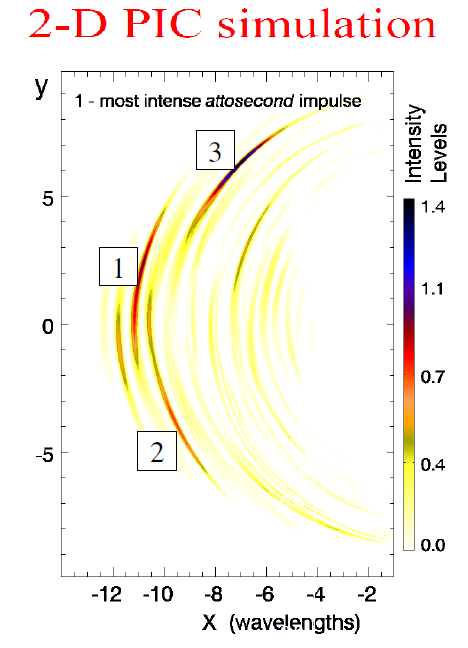 2-D PIC simulation
y
1 - most intense attosecond impulse
Intensity
Levels
3
1
2
5
0
-5
1.4
1.1
0.7
0.4
0.0
-12 -10 -8 -6 -4 -2
X (wavelengths)